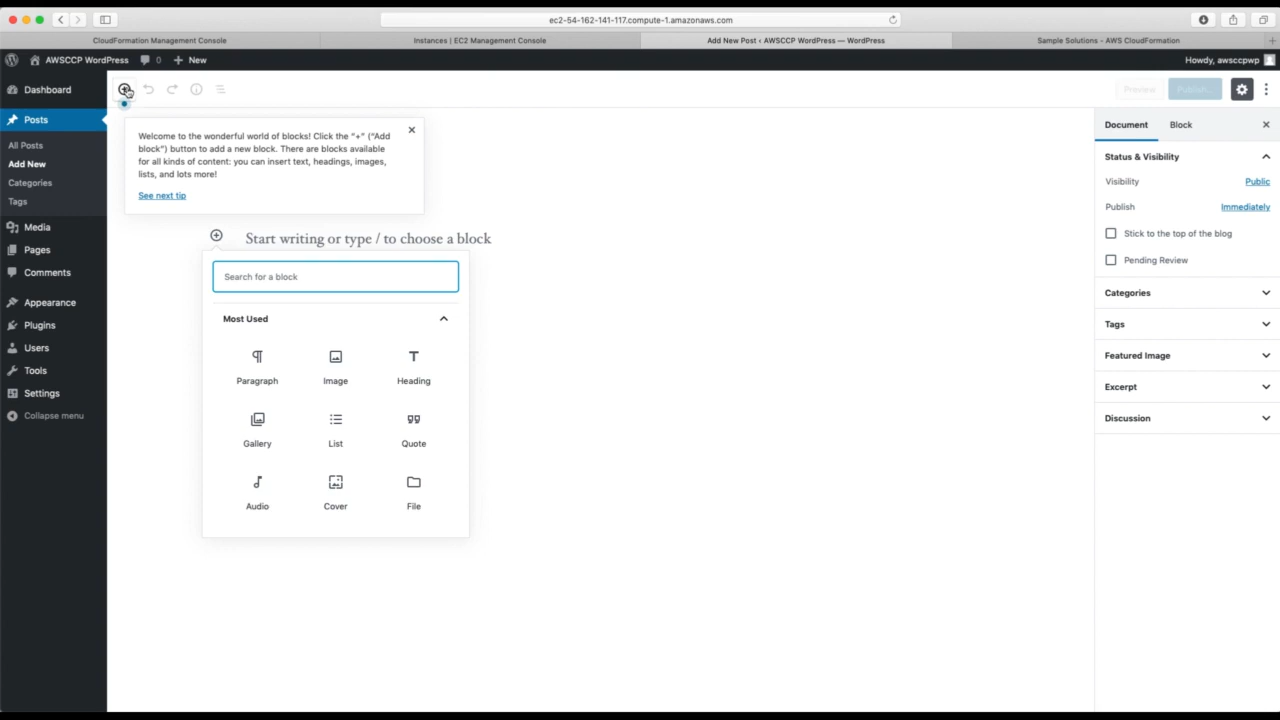 ec2-54-162-141-117.compute-1.amazonaws.com
CloudFormation Management Console
Instances | EC2 Management Console
Add New Post ‹ AWSCCP WordPress — WordPress
Sample Solutions - AWS CloudFormation
AWSCCP WordPress
0
New
Howdy, awsccpwp
Dashboard
Posts
All Posts
Add New
Categories
Tags
Media
Pages
Comments
Appearance
Plugins
Users
Tools
Settings
Collapse menu
Preview
Publish...
Welcome to the wonderful world of blocks! Click the "+" ("Add
block") button to add a new block. There are blocks available
for all kinds of content: you can insert text, headings, images,
lists, and lots more!
See next tip
Start writing or type / to choose a block
Search for a block
Most Used
Paragraph
Image
Heading
Gallery
List
Quote
Audio
Cover
File
Document
Block
Status & Visibility
Visibility
Public
Publish
Immediately
Stick to the top of the blog
Pending Review
Categories
Tags
Featured Image
Excerpt
Discussion